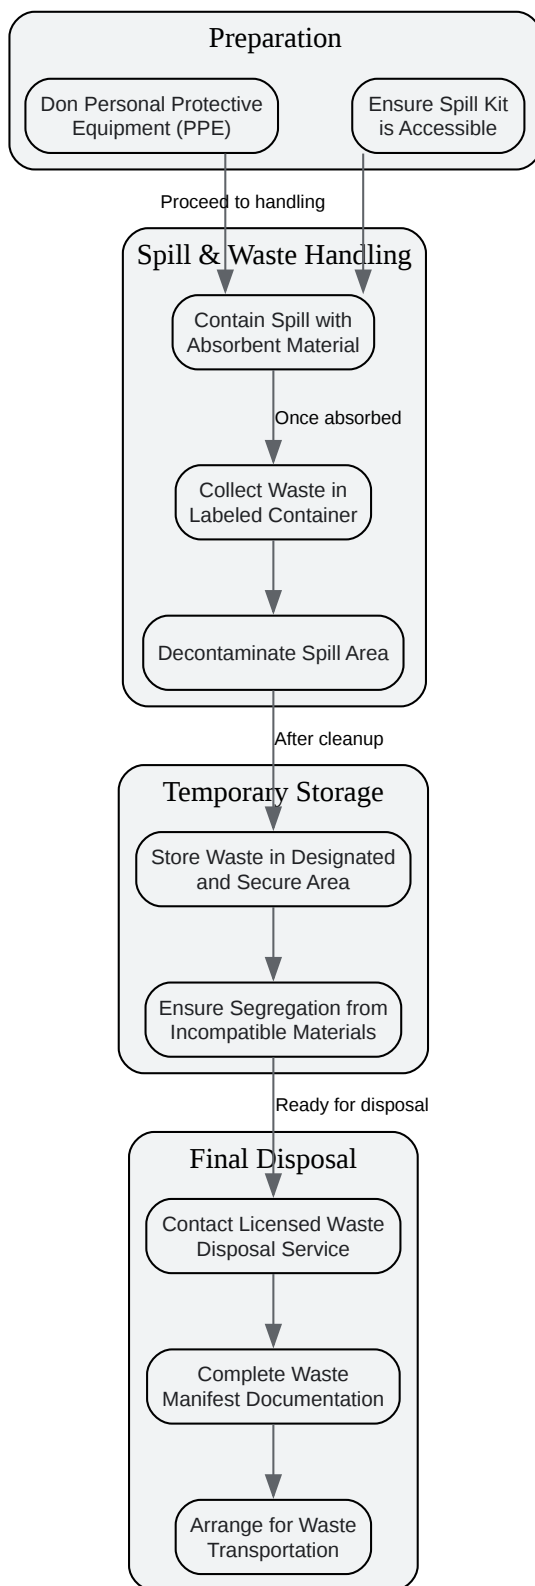 Preparation
Don Personal Protective
Equipment (PPE)
Ensure Spill Kit
is Accessible
Proceed to handling
Spill & Waste Handling
Contain Spill with
Absorbent Material
Once absorbed
Collect Waste in
Labeled Container
Decontaminate Spill Area
After cleanup
Temporary Storage
Store Waste in Designated
and Secure Area
Ensure Segregation from
Incompatible Materials
Ready for disposal
Final Disposal
Contact Licensed Waste
Disposal Service
Complete Waste
Manifest Documentation
Arrange for Waste
Transportation